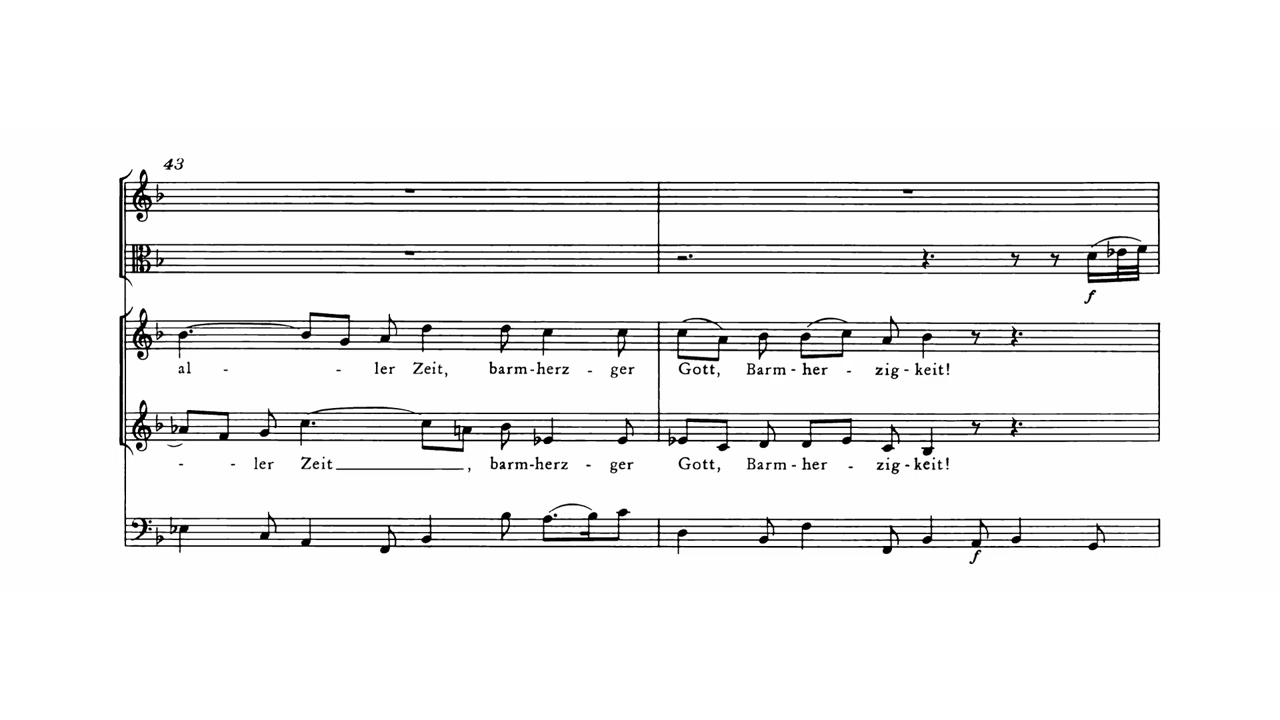 43
f
al - - ler Zeit, barm-herz - ger Gott, Barm-her - zig-keit!
- - ler Zeit________, barm-herz - ger Gott, Barm-her - zig-keit!
f